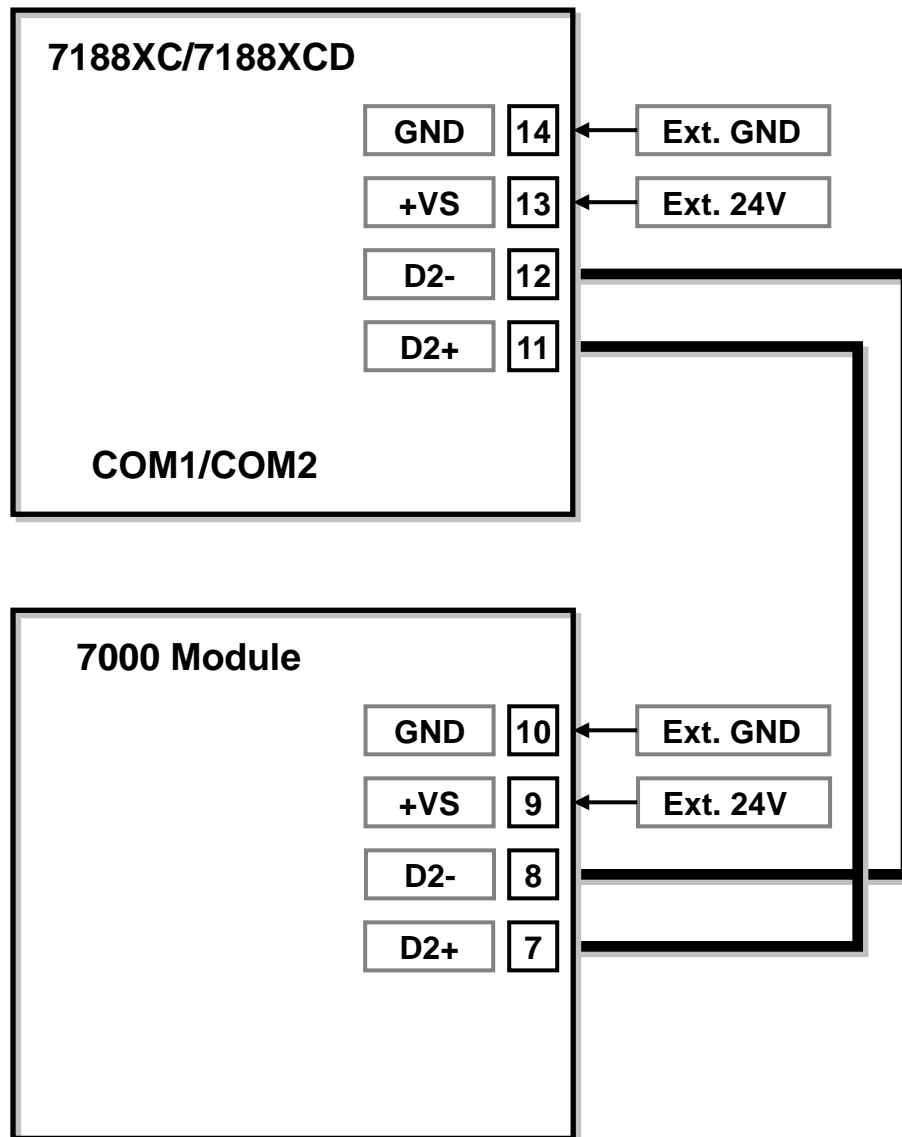 7188XC/7188XCD
GND 14 Ext. GND
+VS 13 Ext. 24V
D2- 12
D2+ 11
COM1/COM2
7000 Module
GND 10 Ext. GND
+VS 9 Ext. 24V
D2- 8
D2+ 7